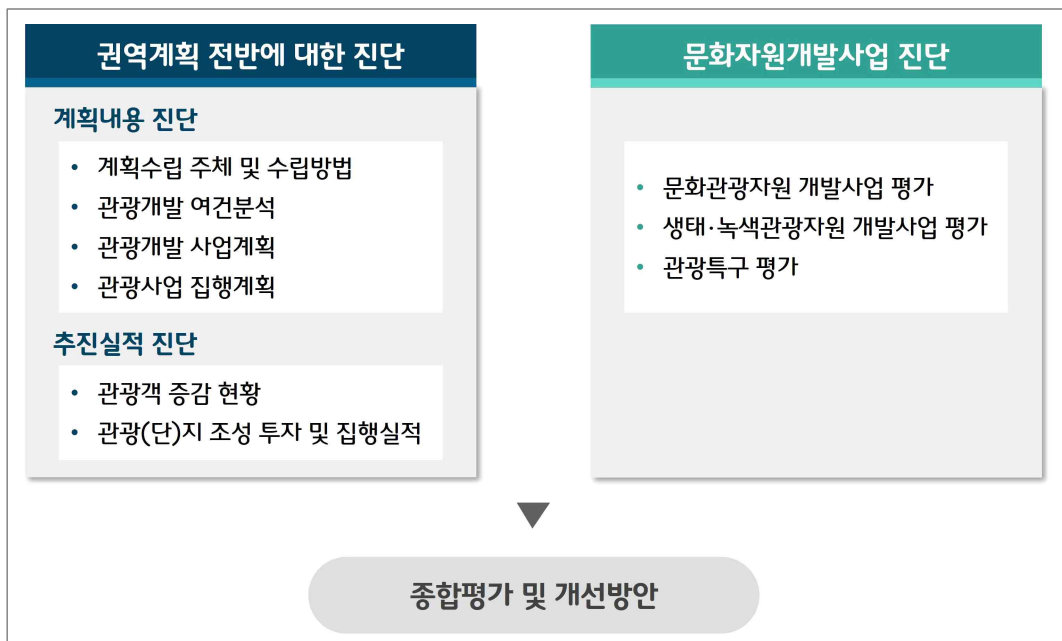 권역계획 전반에 대한 진단
계획내용 진단
• 계획수립 주체 및 수립방법
• 관광개발 여건분석
• 관광개발 사업계획
• 관광사업 집행계획
추진실적 진단
• 관광객 증감 현황
• 관광(단)지 조성 투자 및 집행실적
문화자원개발사업 진단
• 문화관광자원 개발사업 평가
• 생태·녹색관광자원 개발사업 평가
• 관광특구 평가
종합평가 및 개선방안